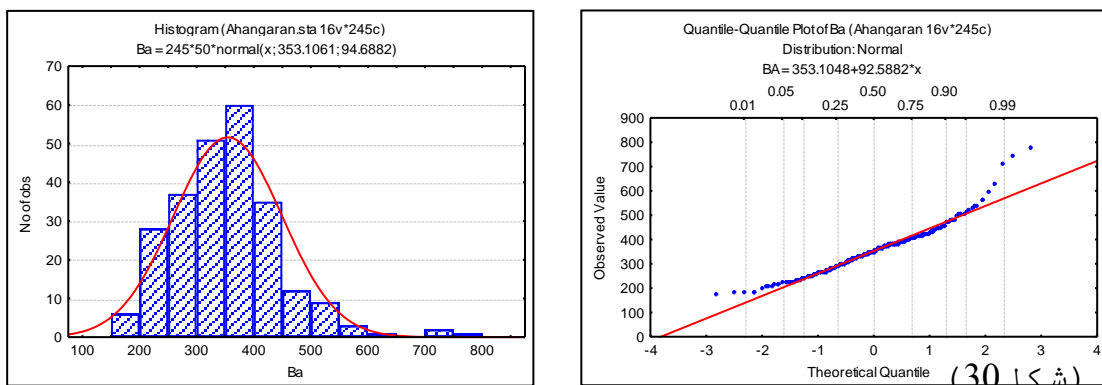 Histogram (Ahangaran.sta 16v*245c)
Ba = 245*50*normal(x; 353.1061; 94.6882)
70
60
50
40
30
20
10
0
No of obs
100 200 300 400 500 600 700 800
Ba
Quantile-Quantile Plot of Ba (Ahangaran 16v*245c)
Distribution: Normal
BA = 353.1048+92.5882*x
0.01 0.05 0.25 0.50 0.75 0.90 0.99
900
800
700
600
500
400
300
200
100
0
Observed Value
-4 -3 -2 -1 0 1 2 3 4
Theoretical Quantile
(شکل 30)